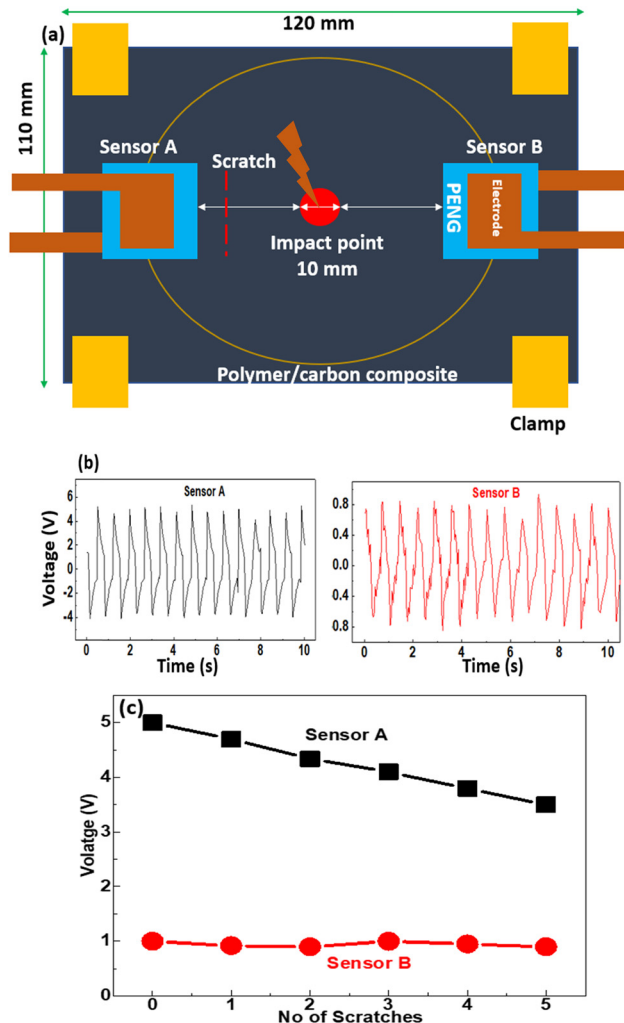 120 mm
(a)
110 mm
Sensor A
Sensor B
Scratch
PENG
Electrode
Impact point
10 mm
Polymer/carbon composite
Clamp
(b)
Sensor A
Voltage (V)
6
4
2
0
-2
-4
0 2 4 6 8 10
Time (s)
Sensor B
0.8
0.4
0.0
0.4
0.8
0 2 4 6 8 10
Time (s)
(c)
Sensor A
Volatge (V)
5
4
3
2
1
0
Sensor B
0 1 2 3 4 5
No of Scratches